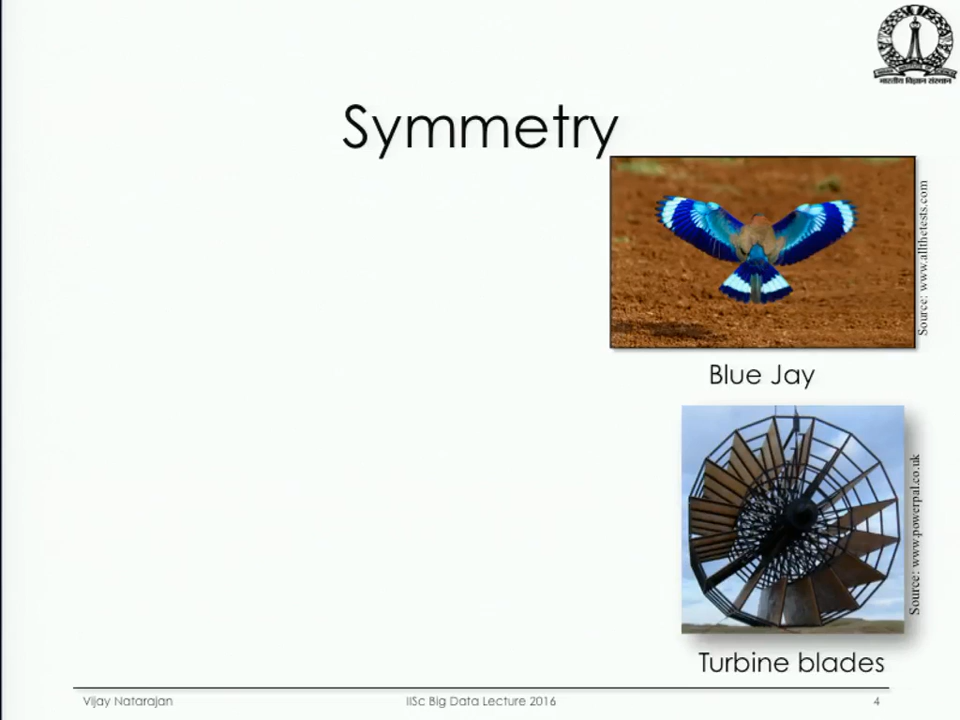 भारतीय विज्ञान संस्थान
Symmetry
Source: www.allthetests.com
Blue Jay
Source: www.powerpal.co.uk
Turbine blades
Vijay Natarajan
IISc Big Data Lecture 2016
4